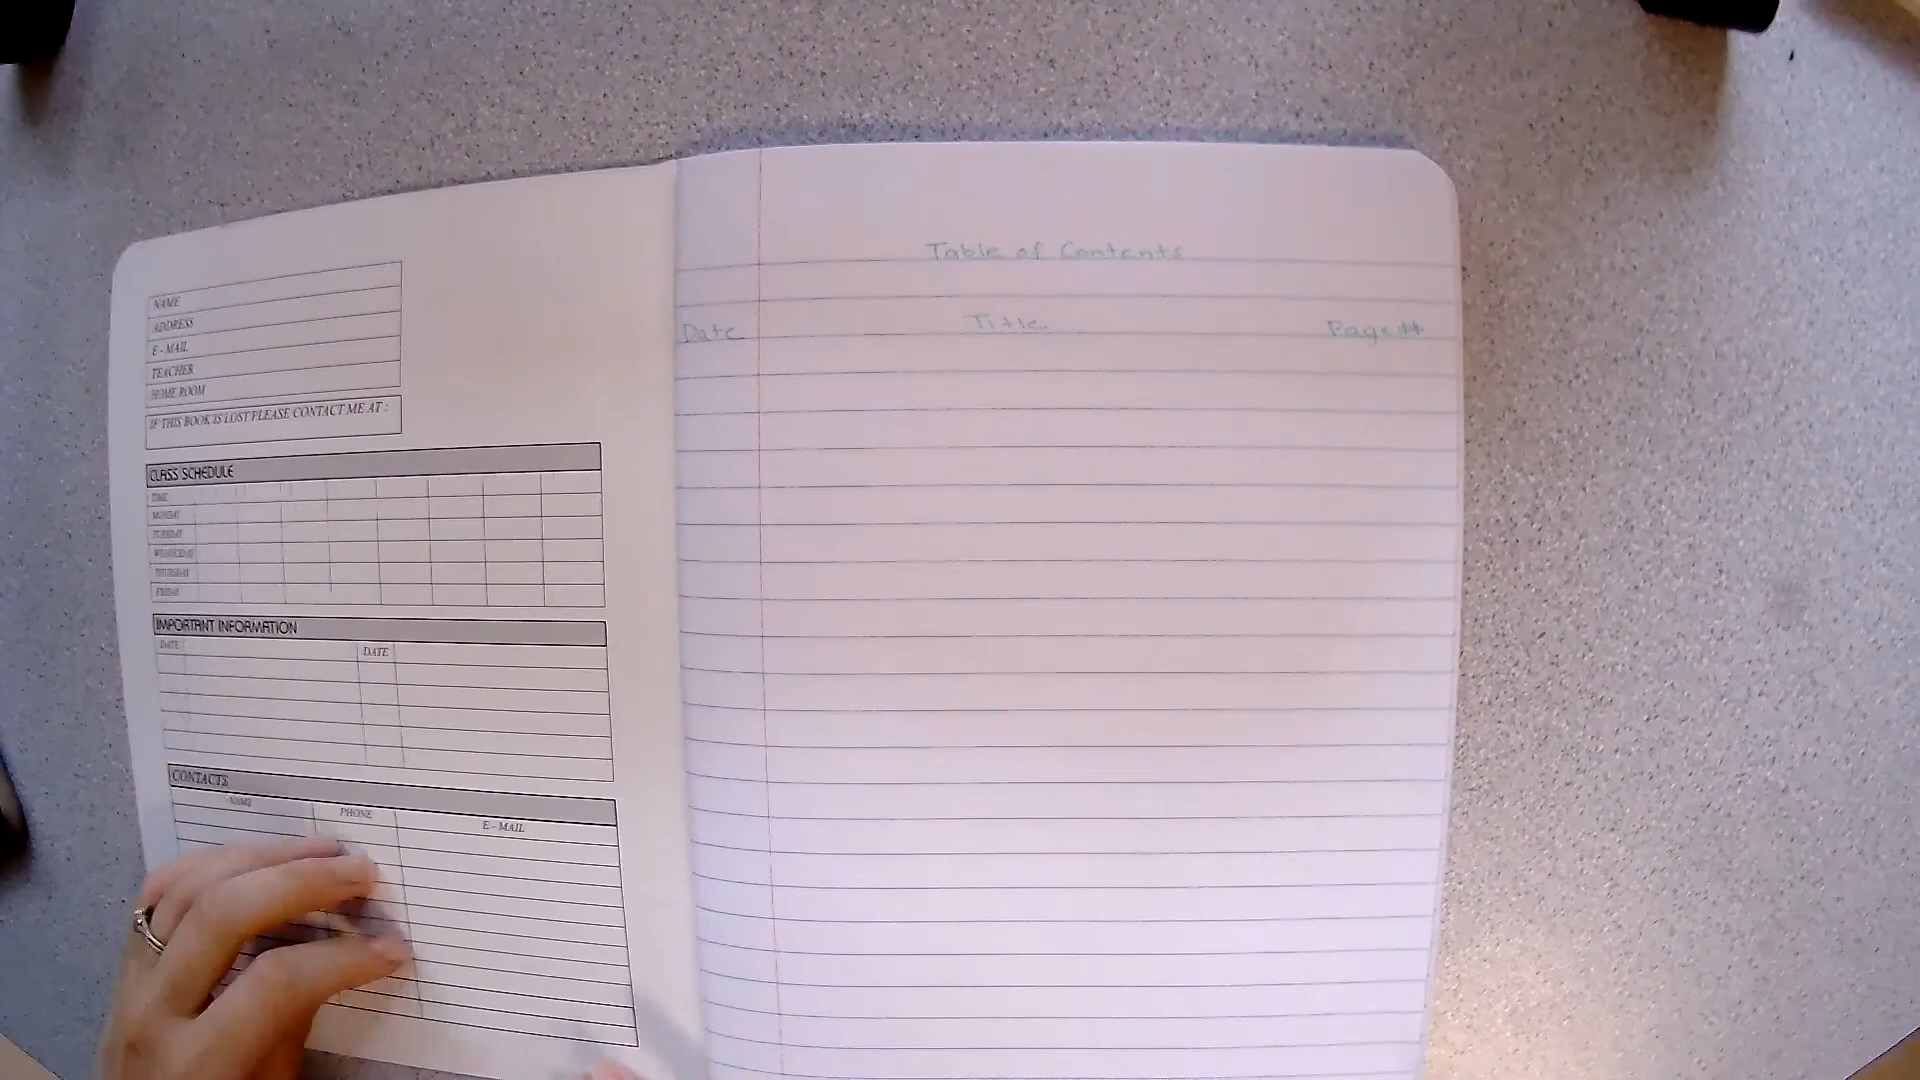 NAME
ADDRESS
E - MAIL
TEACHER
HOME ROOM
IF THIS BOOK IS LOST PLEASE CONTACT ME AT :
CLASS SCHEDULE
TIME
MONDAY
TUESDAY
WEDNESDAY
THURSDAY
FRIDAY
IMPORTANT INFORMATION
DATE DATE
CONTACTS
NAME PHONE E - MAIL
Table of Contents
Date Title Page #